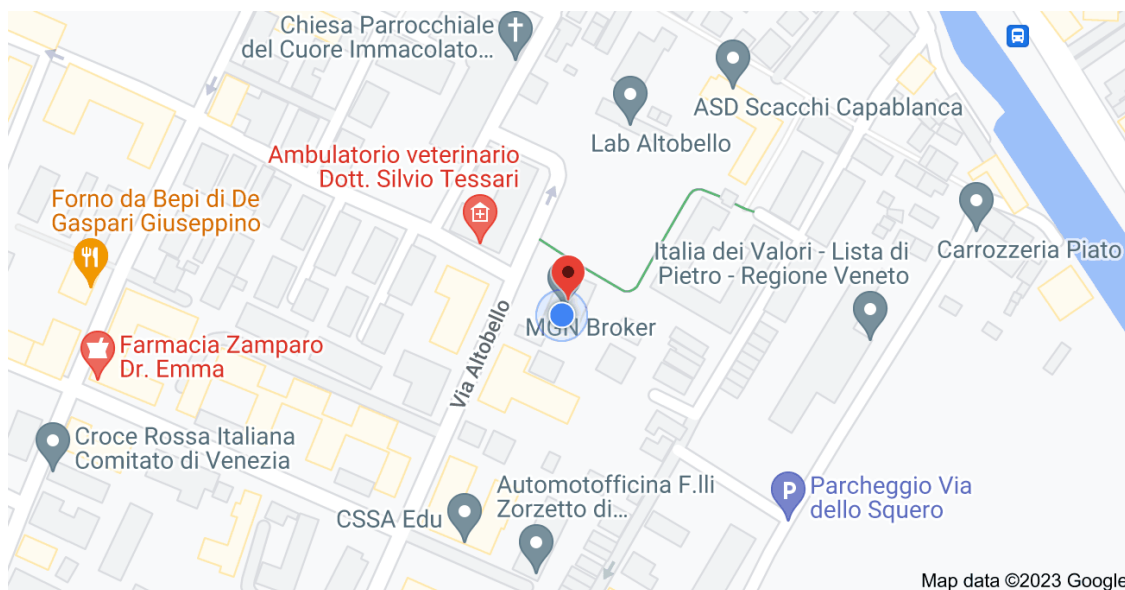 Chiesa Parrocchiale
del Cuore Immacolato...
ASD Scacchi Capablanca
Lab Altobello
Ambulatorio veterinario
Dott. Silvio Tessari
Forno da Bepi di De
Gaspari Giuseppino
Italia dei Valori - Lista di
Pietro - Regione Veneto
Carrozzeria Piato
MGN Broker
Via Altobello
Farmacia Zamparo
Dr. Emma
Croce Rossa Italiana
Comitato di Venezia
Automotofficina F.lli
Zorzetto di...
CSSA Edu
P
Parcheggio Via
dello Squero
Map data ©2023 Google